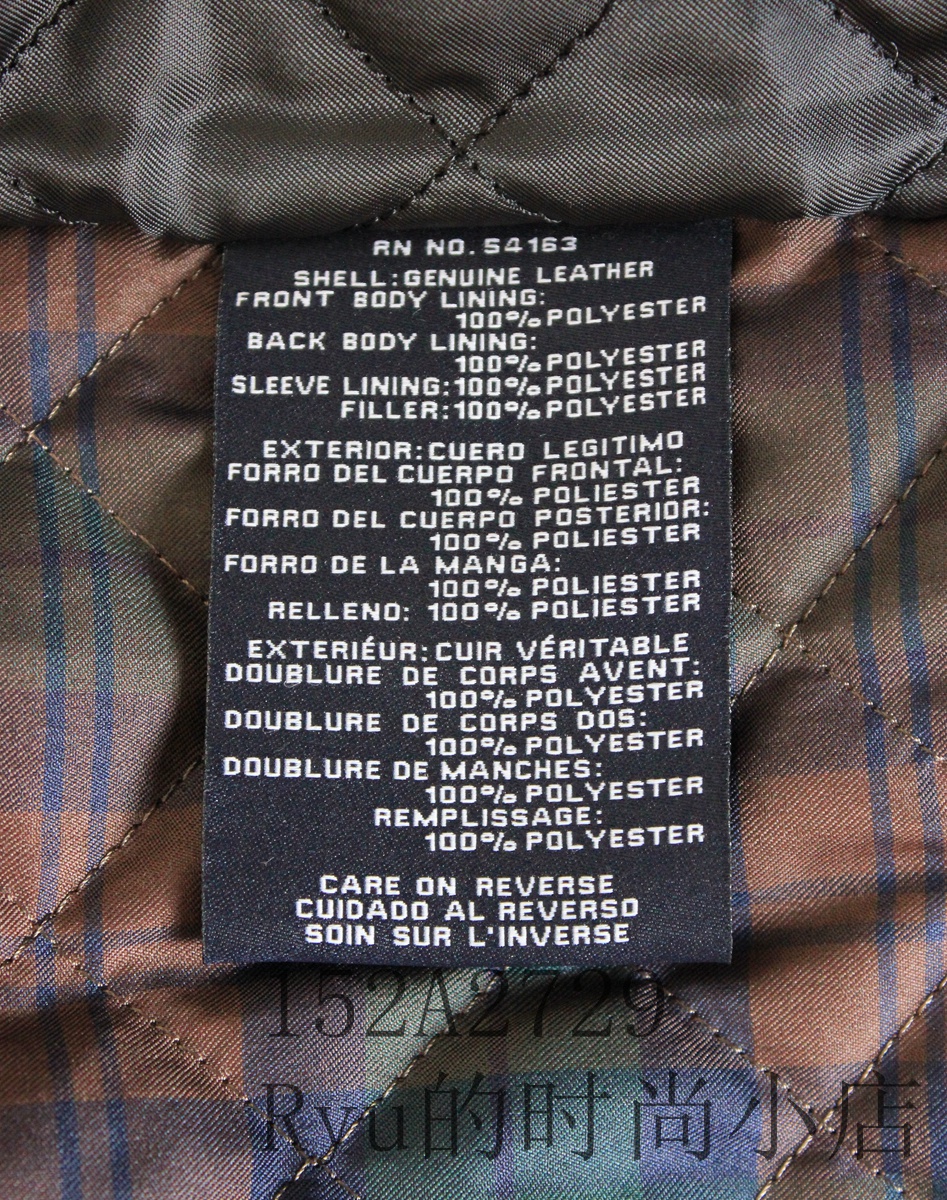 RN NO. 54163
SHELL:GENUINE LEATHER
FRONT BODY LINING:
100% POLYESTER
BACK BODY LINING:
100% POLYESTER
SLEEVE LINING:100% POLYESTER
FILLER:100% POLYESTER
EXTERIOR:CUERO LEGITIMO
FORRO DEL CUERPO FRONTAL:
100% POLIESTER
FORRO DEL CUERPO POSTERIOR:
100% POLIESTER
FORRO DE LA MANGA:
100% POLIESTER
RELLENO: 100% POLIESTER
EXTERIÉUR:CUIR VÉRITABLE
DOUBLURE DE CORPS AVENT:
100% POLYESTER
DOUBLURE DE CORPS DOS:
100% POLYESTER
DOUBLURE DE MANCHES:
100% POLYESTER
REMPLISSAGE:
100% POLYESTER
CARE ON REVERSE
CUIDADO AL REVERSO
SOIN SUR L'INVERSE
152A2729
Ryu的时尚小店